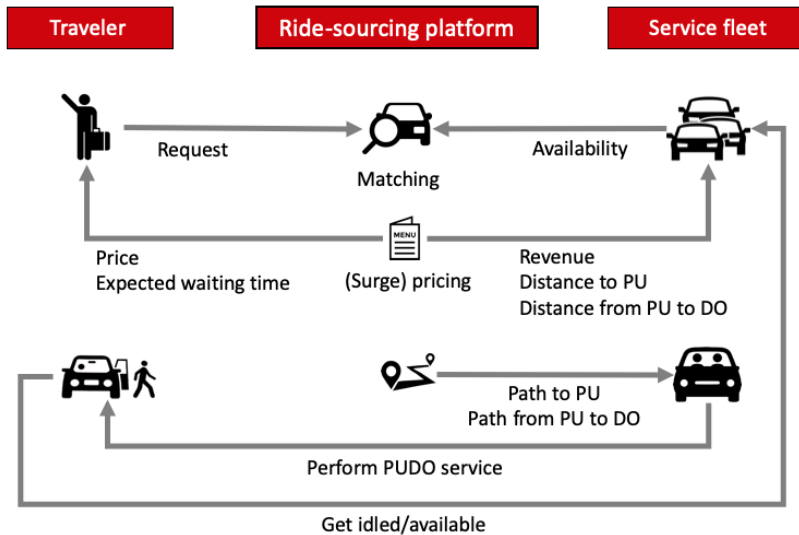 Traveler
Ride-sourcing platform
Service fleet
Request
Availability
Matching
MENU
Price
Expected waiting time
(Surge) pricing
Revenue
Distance to PU
Distance from PU to DO
Path to PU
Path from PU to DO
Perform PUDO service
Get idled/available